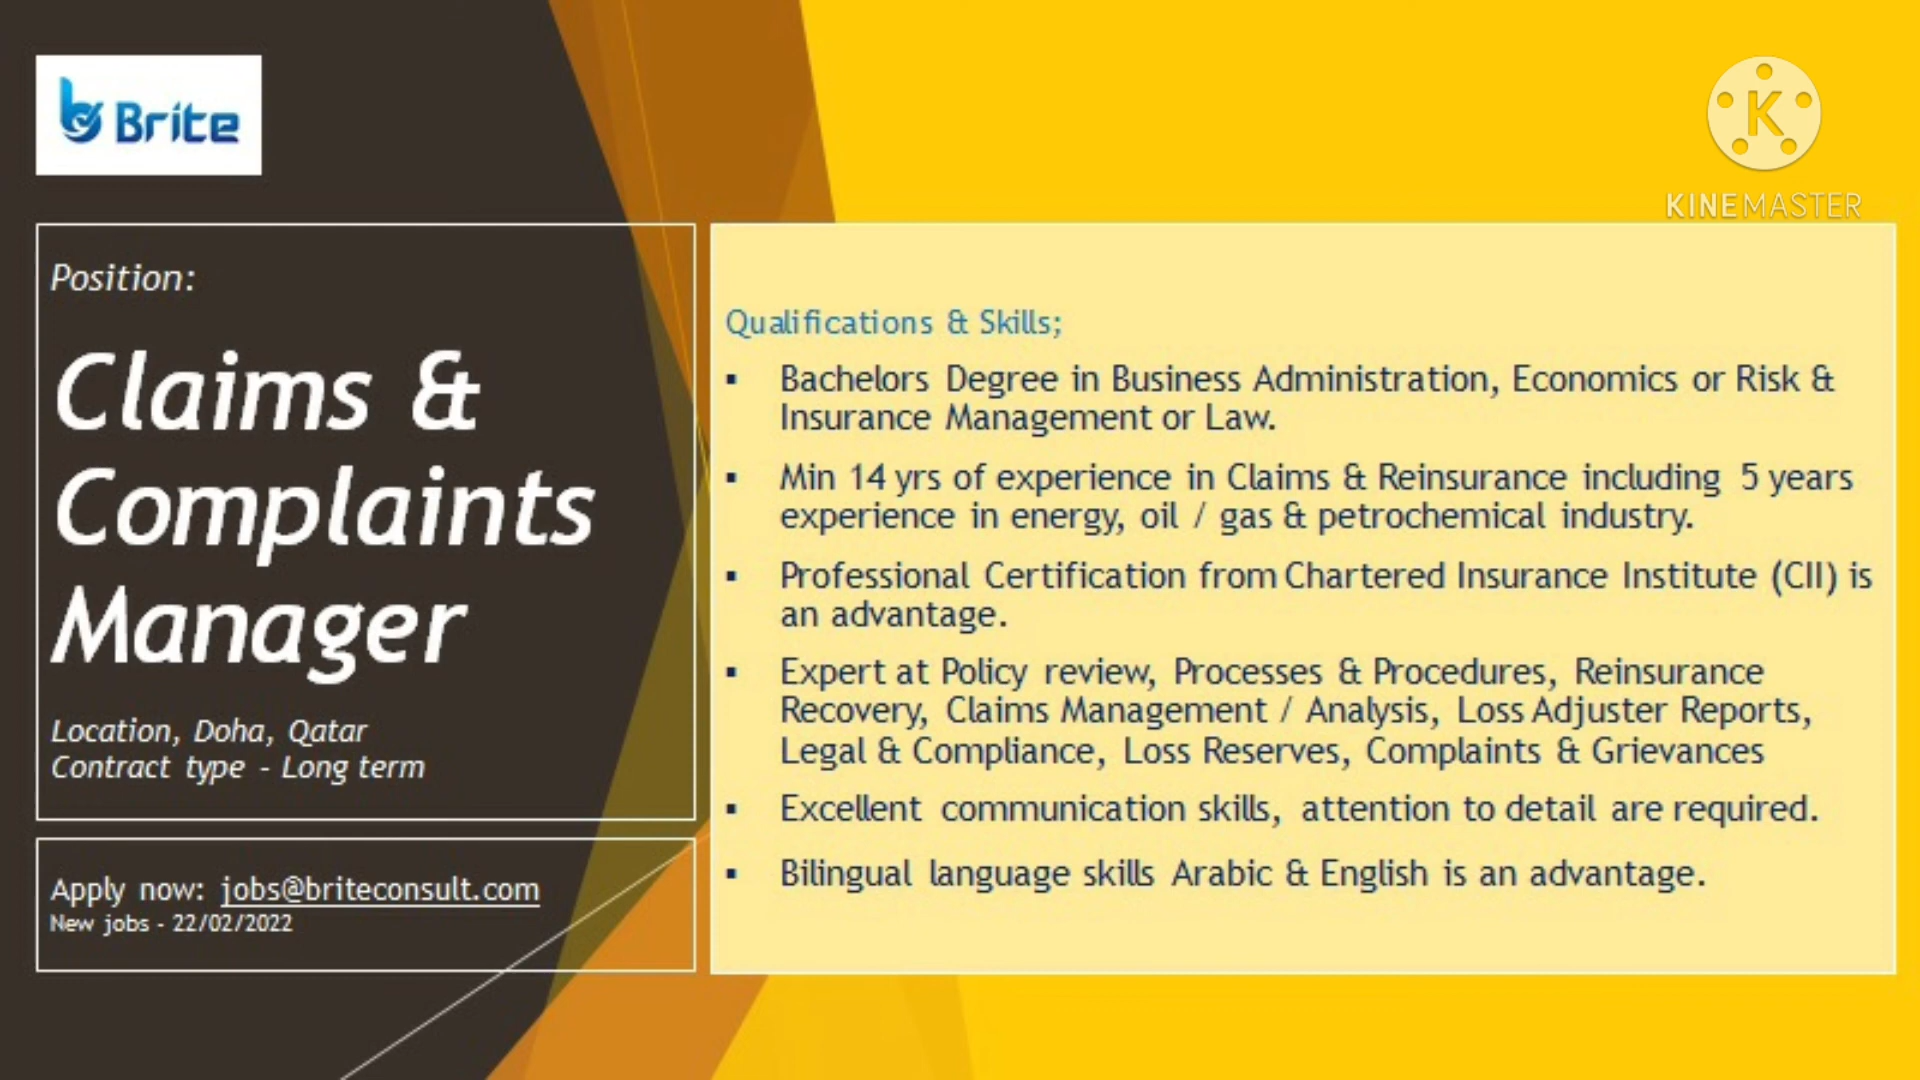 Brite
K
KINEMASTER
Position:
Claims &
Complaints
Manager
Location, Doha, Qatar
Contract type - Long term
Apply now: jobs@briteconsult.com
New jobs - 22/02/2022
Qualifications & Skills;
▪ Bachelors Degree in Business Administration, Economics or Risk &
Insurance Management or Law.
▪ Min 14 yrs of experience in Claims & Reinsurance including 5 years
experience in energy, oil / gas & petrochemical industry.
▪ Professional Certification from Chartered Insurance Institute (CII) is
an advantage.
▪ Expert at Policy review, Processes & Procedures, Reinsurance
Recovery, Claims Management / Analysis, Loss Adjuster Reports,
Legal & Compliance, Loss Reserves, Complaints & Grievances
▪ Excellent communication skills, attention to detail are required.
▪ Bilingual language skills Arabic & English is an advantage.